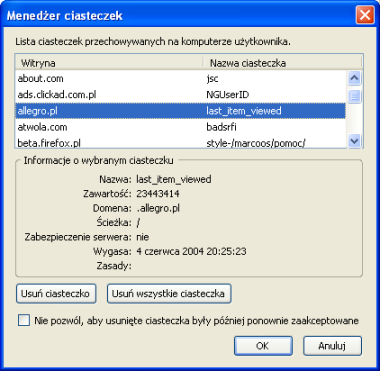 Menedżer ciasteczek
Lista ciasteczek przechowywanych na komputerze użytkownika.
Witryna Nazwa ciasteczka
about.com jsc
ads.clickad.com.pl NGUserID
allegro.pl last_item_viewed
atwola.com badsrfi
beta.firefox.pl style-/marcoos/pomoc/
Informacje o wybranym ciasteczku
Nazwa: last_item_viewed
Zawartość: 23443414
Domena: .allegro.pl
Ścieżka: /
Zabezpieczenie serwera: nie
Wygasa: 4 czerwca 2004 20:25:23
Zasady:
Usuń ciasteczko Usuń wszystkie ciasteczka
Nie pozwól, aby usunięte ciasteczka były później ponownie zaakceptowane
OK Anuluj